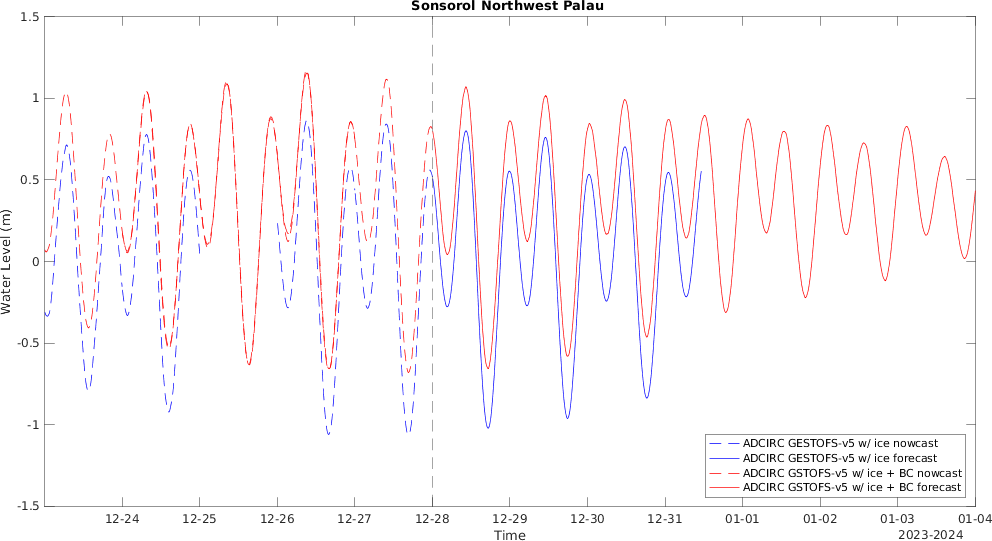 Sonsorol Northwest Palau
Water Level (m)
1.5
1
0.5
0
-0.5
-1
-1.5
12-24
12-25
12-26
12-27
12-28
12-29
12-30
12-31
01-01
01-02
01-03
01-04
Time
2023-2024
ADCIRC GESTOFS-v5 w/ ice nowcast
ADCIRC GESTOFS-v5 w/ ice forecast
ADCIRC GSTOFS-v5 w/ ice + BC nowcast
ADCIRC GSTOFS-v5 w/ ice + BC forecast